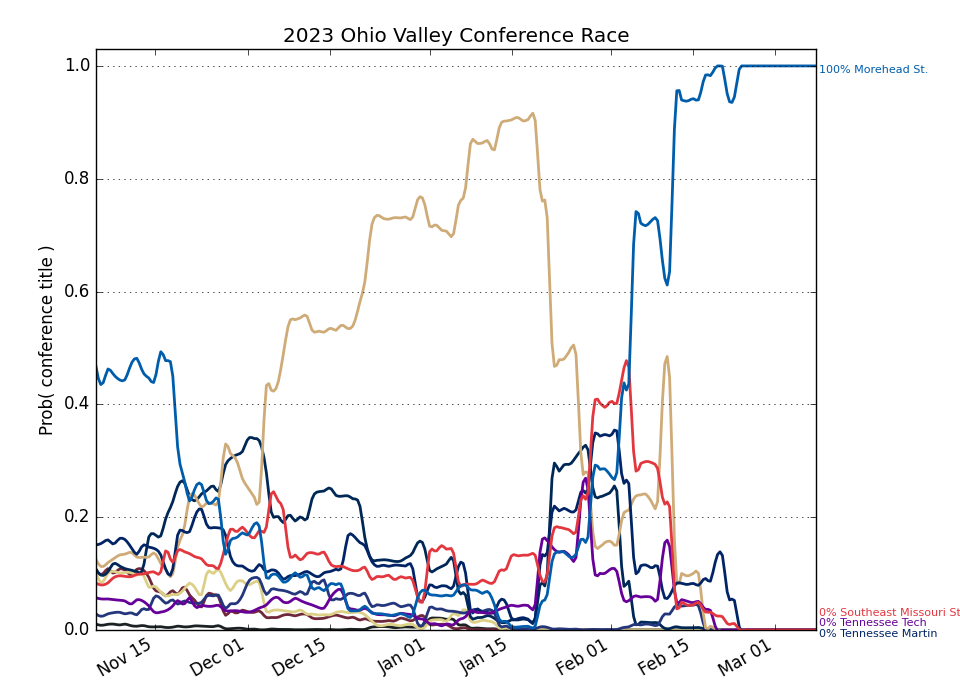 2023 Ohio Valley Conference Race
Prob( conference title )
1.0
0.8
0.6
0.4
0.2
0.0
Nov 15
Dec 01
Dec 15
Jan 01
Jan 15
Feb 01
Feb 15
Mar 01
100% Morehead St.
0% Southeast Missouri St
0% Tennessee Tech
0% Tennessee Martin